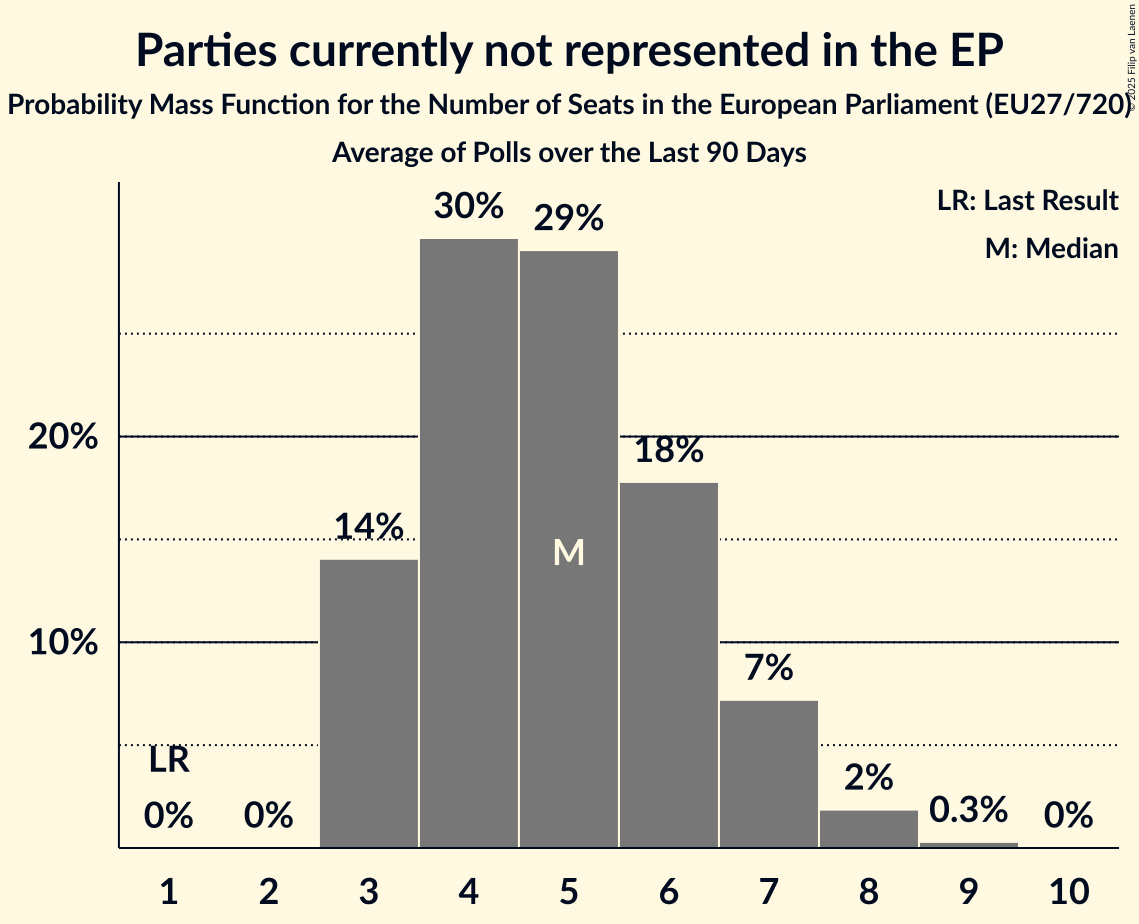 Parties currently not represented in the EP
Probability Mass Function for the Number of Seats in the European Parliament (EU27/720)
Average of Polls over the Last 90 Days
© 2025 Filip van Laenen
LR: Last Result
M: Median
30%
29%
20%
18%
14%
M
10%
7%
LR
2%
0%
0%
0.3%
0%
1 2 3 4 5 6 7 8 9 10